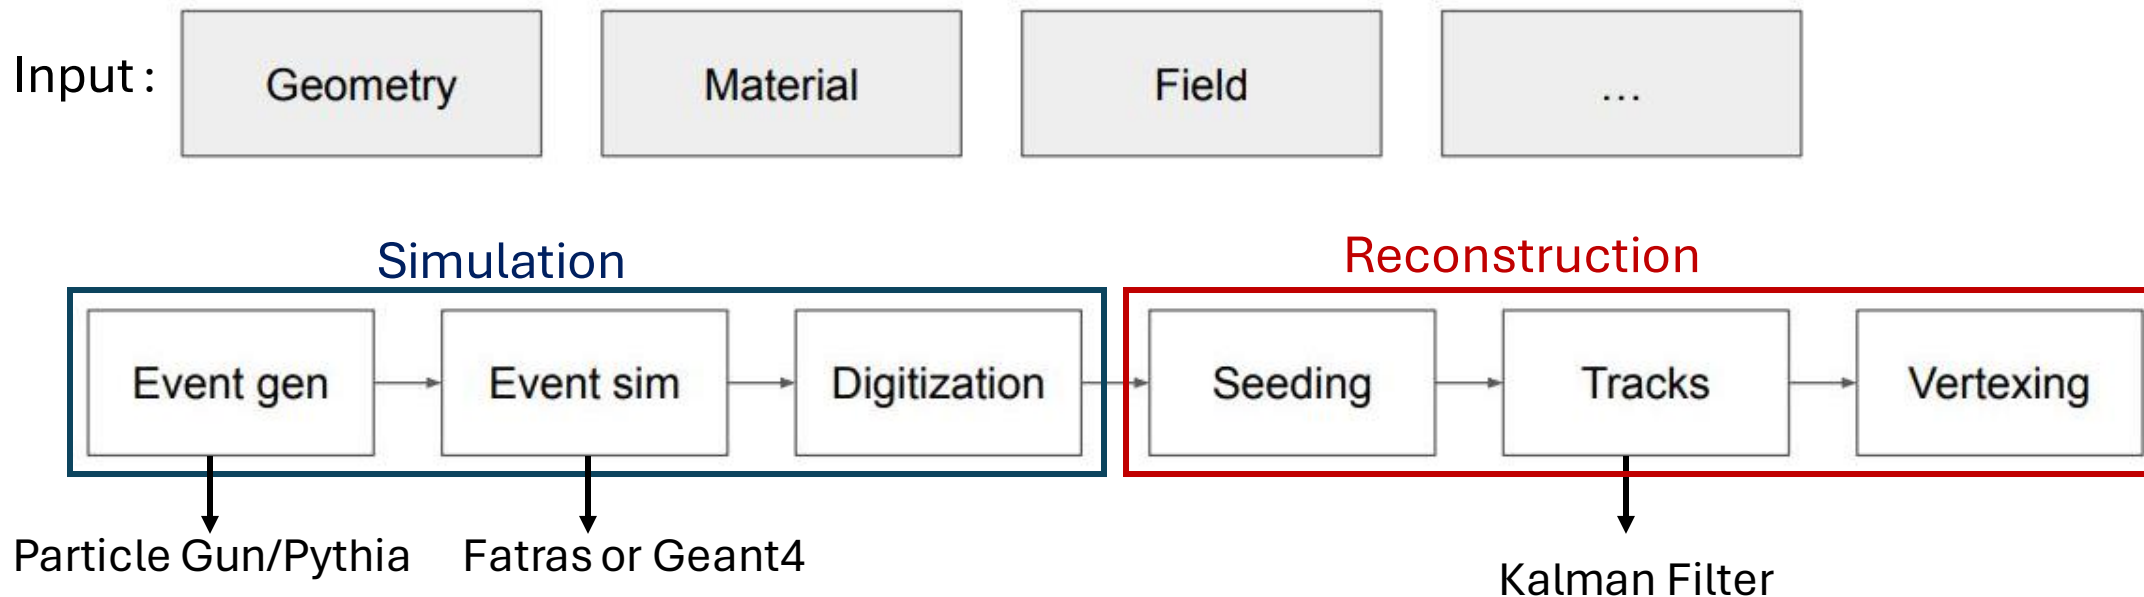 Input : Geometry Material Field ...
Simulation Reconstruction
Event gen Event sim Digitization Seeding Tracks Vertexing
Particle Gun/Pythia Fatras or Geant4 Kalman Filter